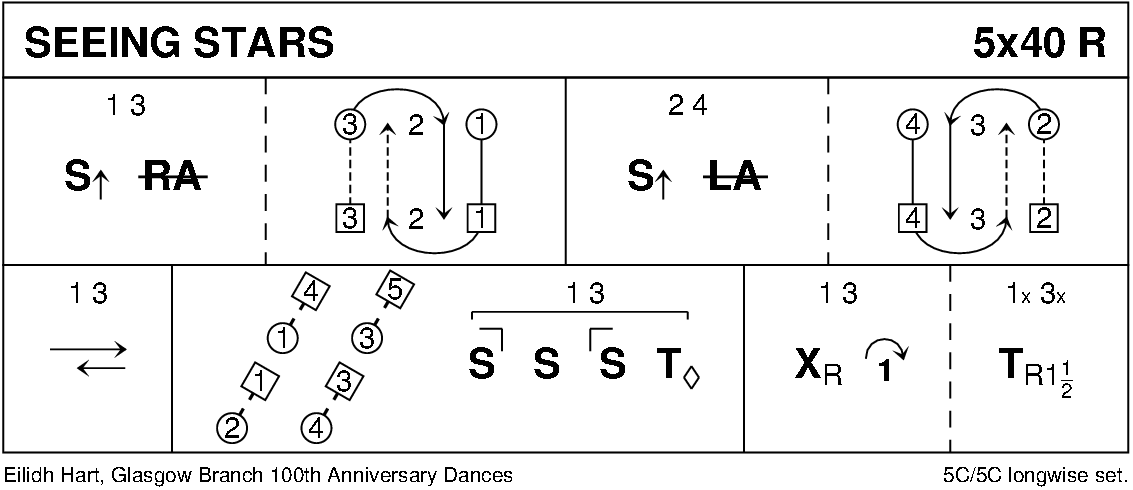 SEEING STARS 5x40 R
1 3 2 4
3 2 1 4 3 2
S RA S LA
3 2 1 4 3 2
1 3 4 5 1 3 1 3 1x 3x
1 3
S S S T XR 1 TR1½
1 3
2 4
Eilidh Hart, Glasgow Branch 100th Anniversary Dances 5C/5C longwise set.